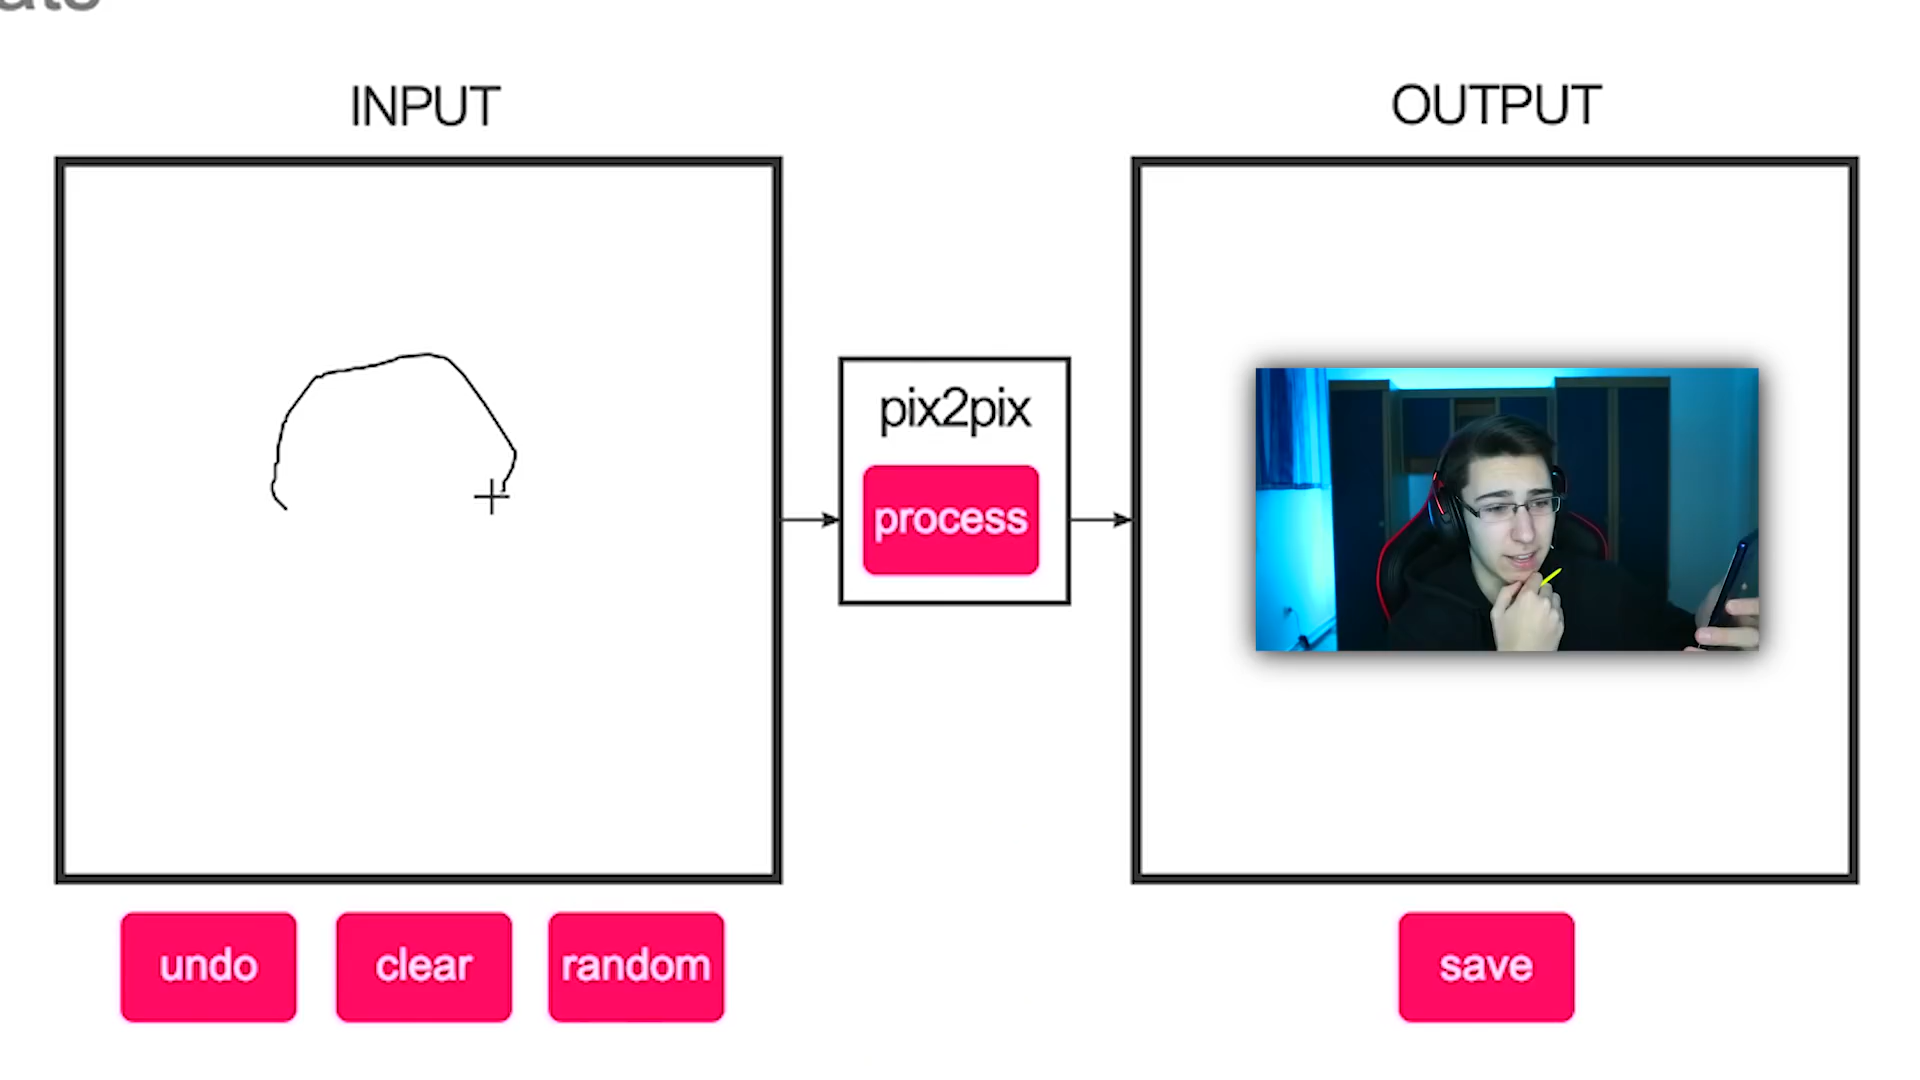 INPUT
OUTPUT
pix2pix
process
undo
clear
random
save